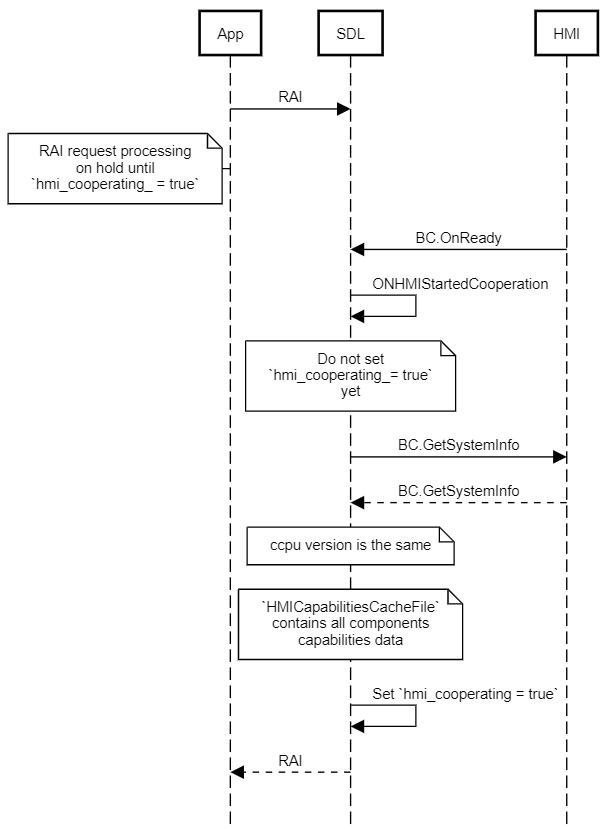 App
SDL
HMI
RAI
RAI request processing
on hold until
`hmi_cooperating_ = true`
BC.OnReady
ONHMIStartedCooperation
Do not set
`hmi_cooperating_= true`
yet
BC.GetSystemInfo
BC.GetSystemInfo
ccpu version is the same
`HMICapabilitiesCacheFile`
contains all components
capabilities data
Set `hmi_cooperating = true`
RAI